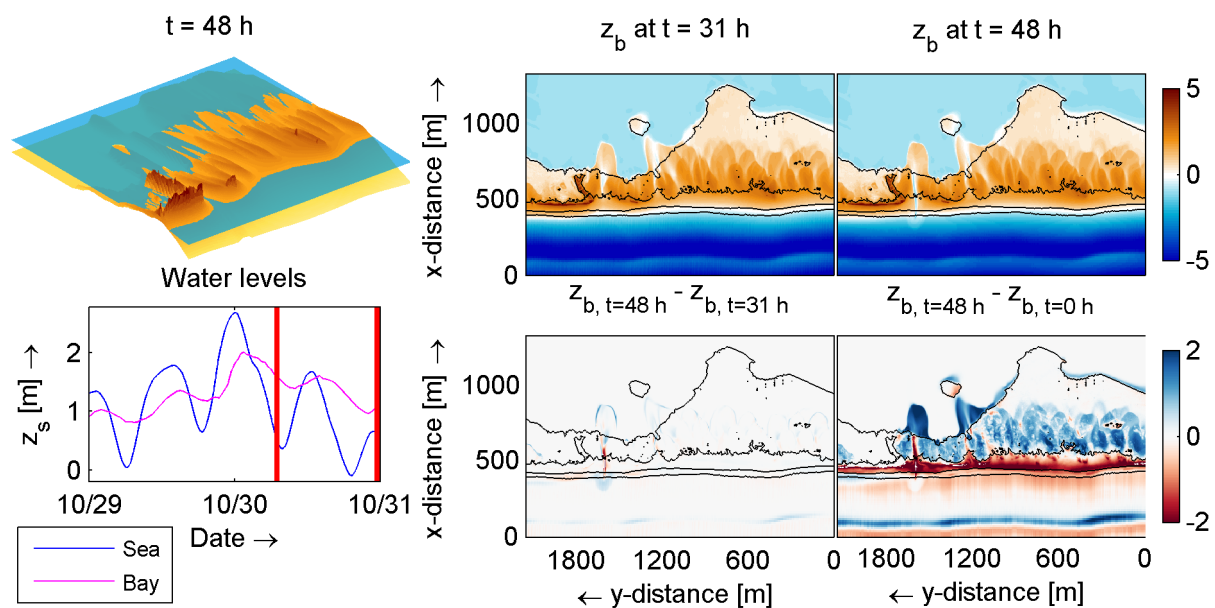 t = 48 h
Water levels
z_s [m] →
2
1
0
10/29
10/30
10/31
Date →
Sea
Bay
z_b at t = 31 h
z_b at t = 48 h
x-distance [m] →
1000
500
0
5
0
-5
z_b, t=48 h - z_b, t=31 h
z_b, t=48 h - z_b, t=0 h
x-distance [m] →
1000
500
0
1800
1200
600
1800
1200
600
0
← y-distance [m]
← y-distance [m]
2
0
-2